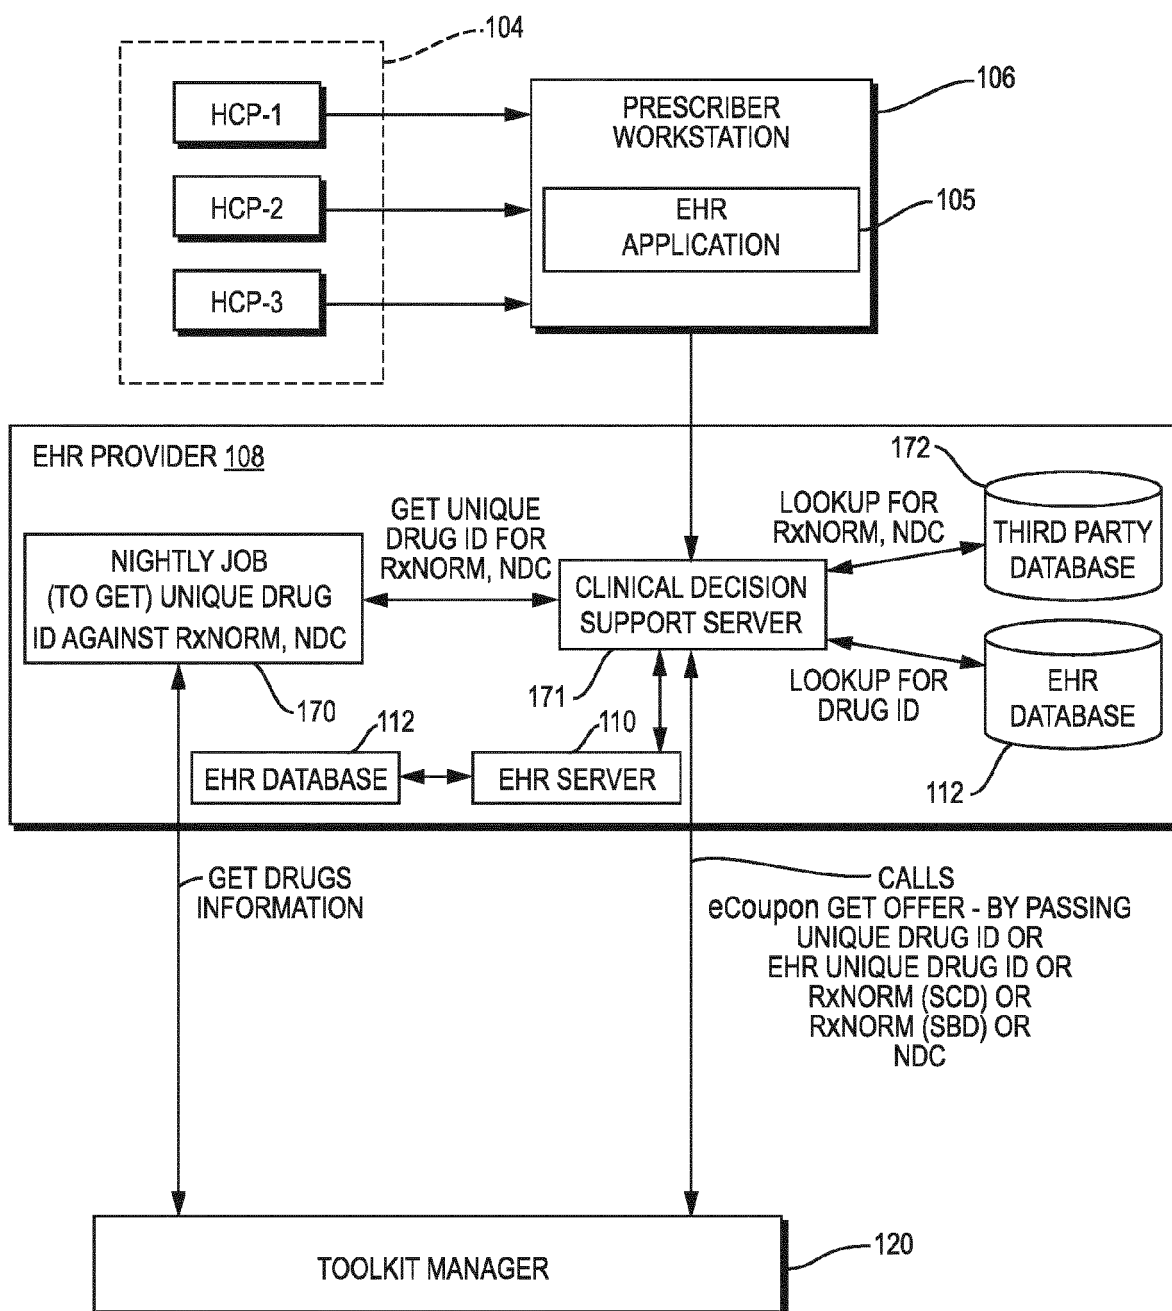 104
HCP-1
HCP-2
HCP-3
PRESCRIBER
WORKSTATION
106
EHR
APPLICATION
105
EHR PROVIDER 108
NIGHTLY JOB
(TO GET) UNIQUE DRUG
ID AGAINST RxNORM, NDC
170
GET UNIQUE
DRUG ID FOR
RxNORM, NDC
CLINICAL DECISION
SUPPORT SERVER
171
LOOKUP FOR
RxNORM, NDC
172
THIRD PARTY
DATABASE
LOOKUP FOR
DRUG ID
EHR
DATABASE
112
112
EHR DATABASE
110
EHR SERVER
GET DRUGS
INFORMATION
CALLS
eCoupon GET OFFER - BY PASSING
UNIQUE DRUG ID OR
EHR UNIQUE DRUG ID OR
RxNORM (SCD) OR
RxNORM (SBD) OR
NDC
TOOLKIT MANAGER
120